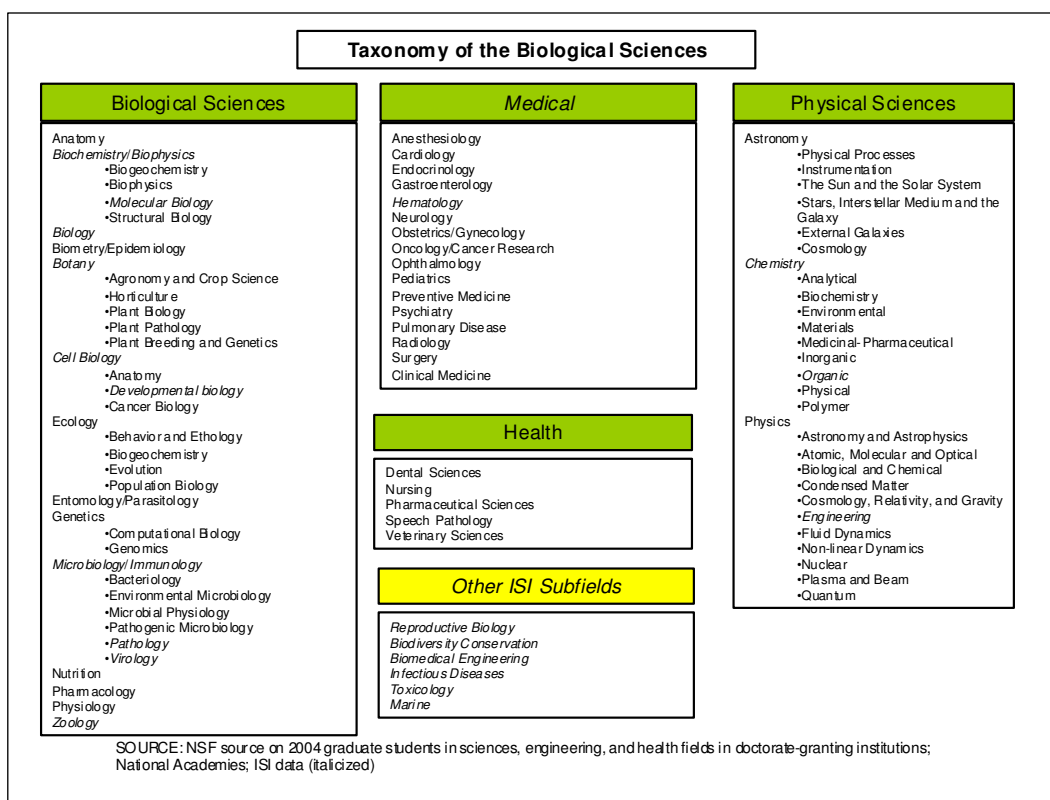 Taxonomy of the Biological Sciences
Biological Sciences
Anatomy
Biochemistry/Biophysics
•Biogeochemistry
•Biophysics
•Molecular Biology
•Structural Biology
Biology
Biometry/Epidemiology
Botany
•Agronomy and Crop Science
•Horticulture
•Plant Biology
•Plant Pathology
•Plant Breeding and Genetics
Cell Biology
•Anatomy
•Developmental biology
•Cancer Biology
Ecology
•Behavior and Ethology
•Biogeochemistry
•Evolution
•Population Biology
Entomology/Parasitology
Genetics
•Computational Biology
•Genomics
Microbiology/Immunology
•Bacteriology
•Environmental Microbiology
•Microbial Physiology
•Pathogenic Microbiology
•Pathology
•Virology
Nutrition
Pharmacology
Physiology
Zoology
Medical
Anesthesiology
Cardiology
Endocrinology
Gastroenterology
Hematology
Neurology
Obstetrics/Gynecology
Oncology/Cancer Research
Ophthalmology
Pediatrics
Preventive Medicine
Psychiatry
Pulmonary Disease
Radiology
Surgery
Clinical Medicine
Health
Dental Sciences
Nursing
Pharmaceutical Sciences
Speech Pathology
Veterinary Sciences
Other ISI Subfields
Reproductive Biology
Biodiversity Conservation
Biomedical Engineering
Infectious Diseases
Toxicology
Marine
Physical Sciences
Astronomy
•Physical Processes
•Instrumentation
•The Sun and the Solar System
•Stars, Interstellar Medium and the
Galaxy
•External Galaxies
•Cosmology
Chemistry
•Analytical
•Biochemistry
•Environmental
•Materials
•Medicinal-Pharmaceutical
•Inorganic
•Organic
•Physical
•Polymer
Physics
•Astronomy and Astrophysics
•Atomic, Molecular and Optical
•Biological and Chemical
•Condensed Matter
•Cosmology, Relativity, and Gravity
•Engineering
•Fluid Dynamics
•Non-linear Dynamics
•Nuclear
•Plasma and Beam
•Quantum
SOURCE: NSF source on 2004 graduate students in sciences, engineering, and health fields in doctorate-granting institutions;
National Academies; ISI data (italicized)